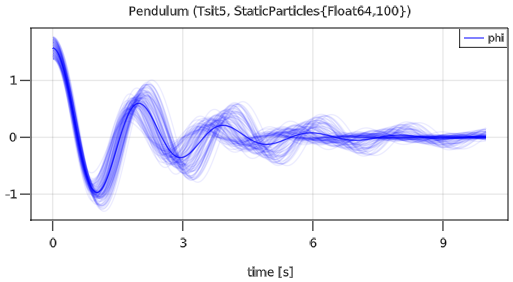 Pendulum (Tsit5, StaticParticles{Float64,100})
phi
1
0
-1
0 3 6 9
time [s]